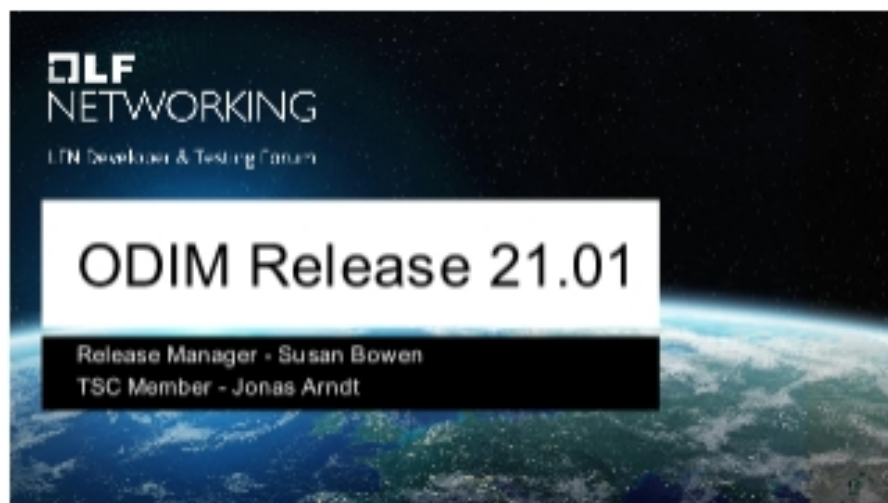 LF
NETWORKING
LFN Developer & Testing Forum
ODIM Release 21.01
Release Manager - Susan Bowen
TSC Member - Jonas Arndt